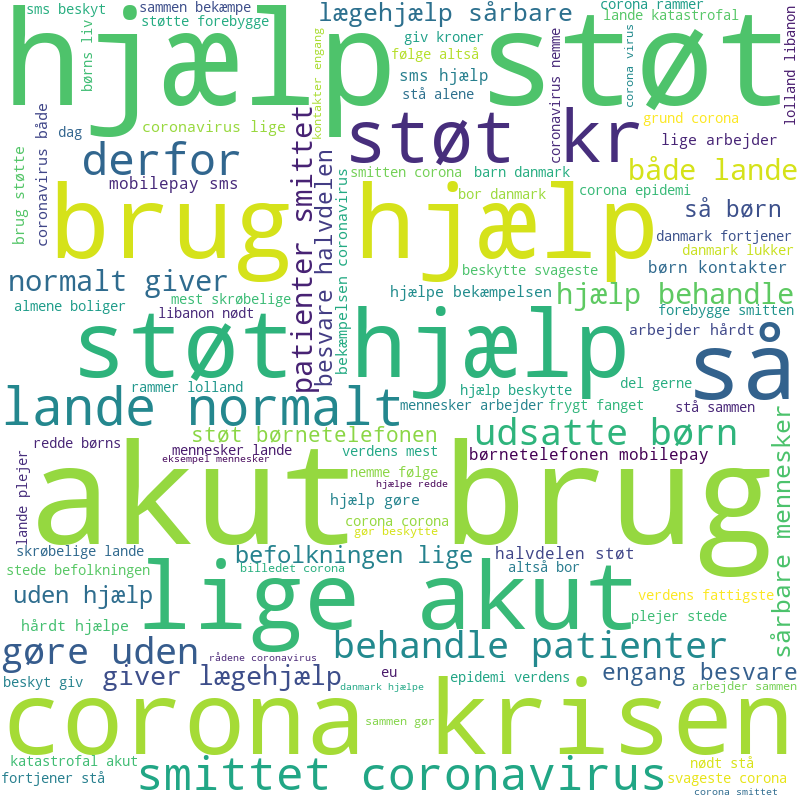 hjælp støt
sms beskyt
sammen bekæmpe
støtte forebygge
børns liv
lægehjælp sårbare
giv kroner
følge altså
sms hjælp
stå alene
kontakter engang
corona rammer
lande katastrofal
corona virus
coronavirus nemme
lolland libanon
grund corona
lige arbejder
støt kr
både lande
coronavirus både
brug støtte
dag
coronavirus lige
derfor
mobilepay sms
patienter smittet
besvare halvdelen
bekæmpelsen coronavirus
smitten corona
barn danmark
bor danmark
corona epidemi
så børn
danmark fortjener
danmark lukker
børn kontakter
brug hjælp
beskytte svageste
normalt giver
almene boliger
mest skrøbelige
libanon nødt
hjælpe bekæmpelsen
hjælp behandle
forebygge smitten
arbejder hårdt
støt hjælp
så
rammer lolland
hjælp beskytte
del gerne
lande normalt
mennesker arbejder
frygt fanget
stå sammen
støt børnetelefonen
udsatte børn
redde børns
mennesker lande
eksempel mennesker
verdens mest
børnetelefonen mobilepay
sårbare mennesker
lande plejer
nemme følge
hjælpe redde
hjælp gøre
akut brug
corona corona
gør beskytte
skrøbelige lande
befolkningen lige
halvdelen støt
stede befolkningen
billedet corona
altså bor
uden hjælp
lige akut
verdens fattigste
plejer stede
hårdt hjælpe
gøre uden
rådene coronavirus
behandle patienter
beskyt giv
giver lægehjælp
eu
danmark hjælpe
epidemi verdens
engang besvare
arbejder sammen
corona krisen
sammen gør
katastrofal akut
fortjener stå
smittet coronavirus
nødt stå
svageste corona
corona smittet